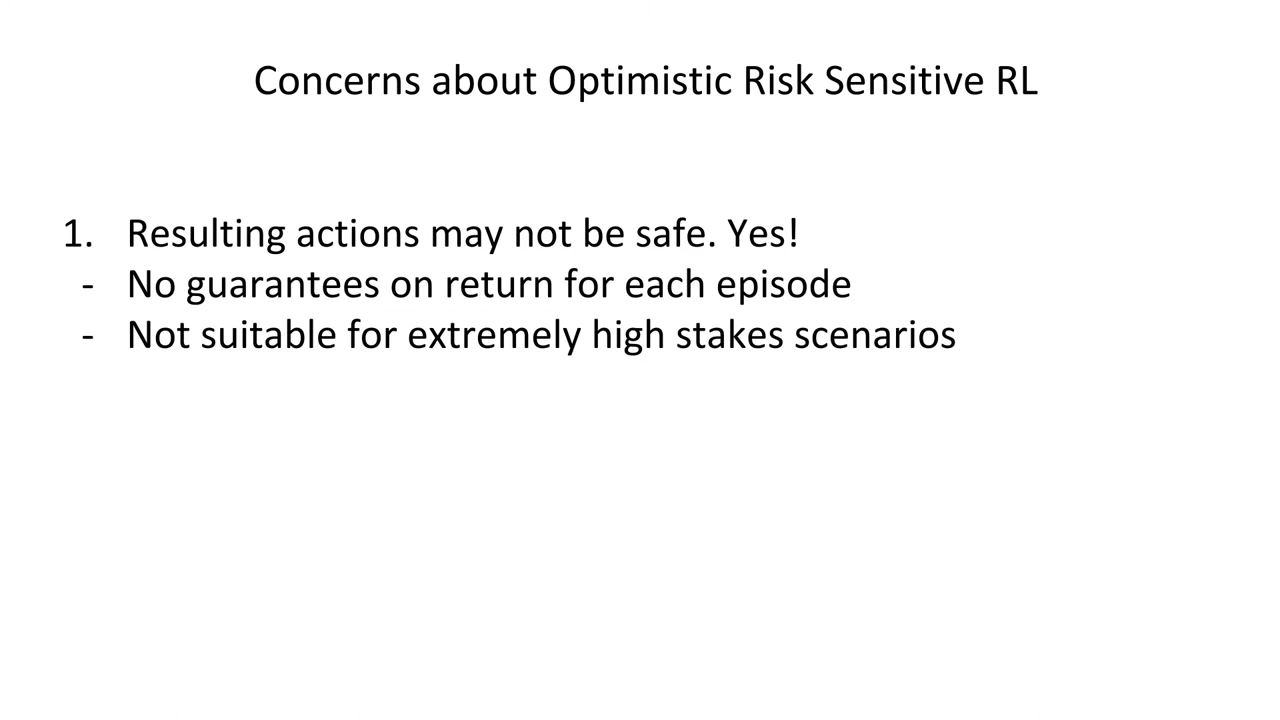 Concerns about Optimistic Risk Sensitive RL
1. Resulting actions may not be safe. Yes!
- No guarantees on return for each episode
- Not suitable for extremely high stakes scenarios